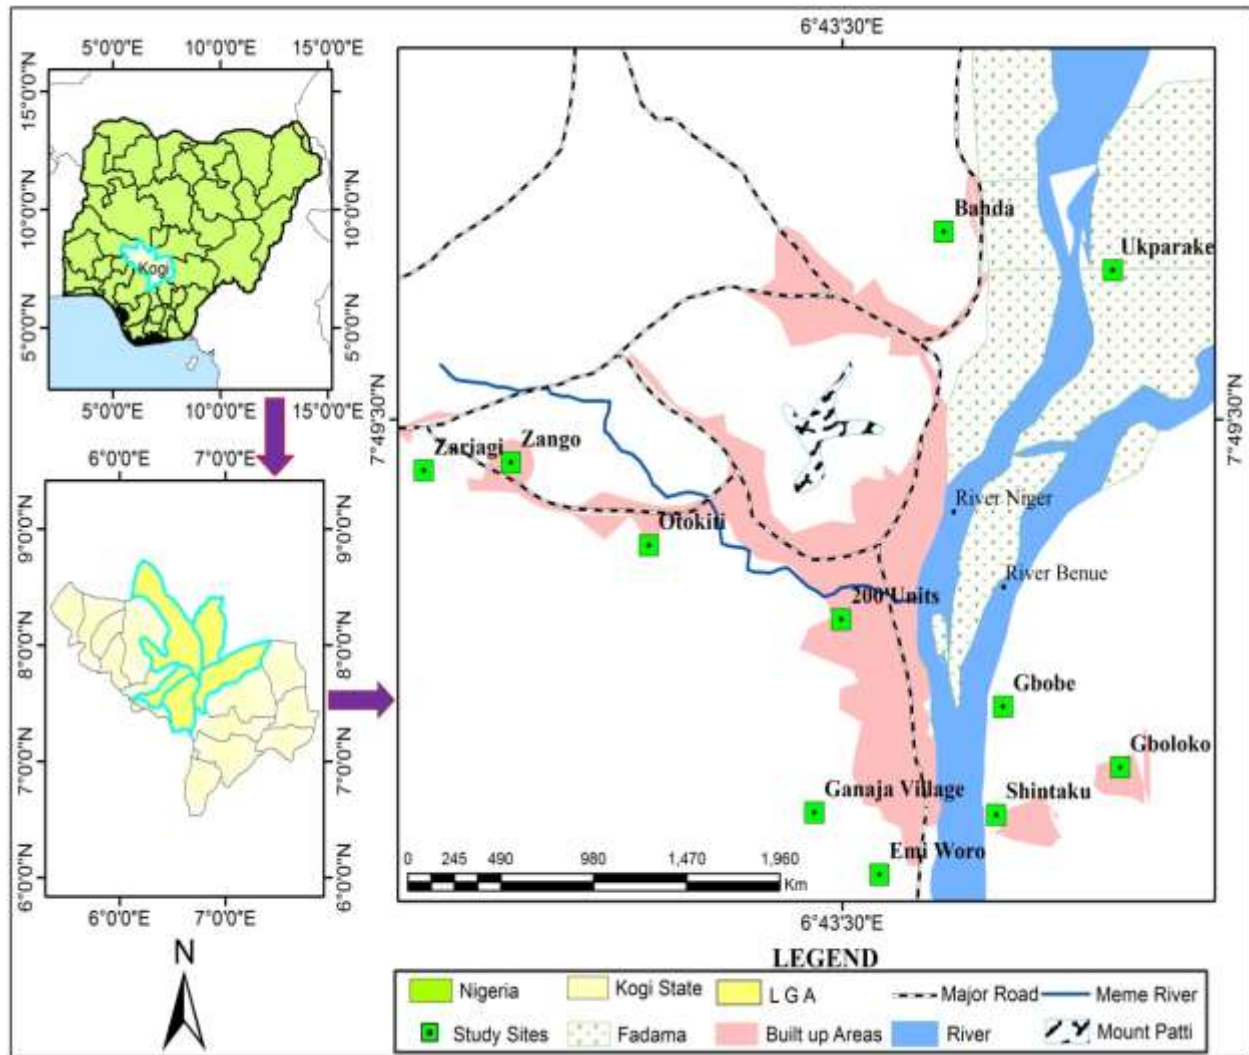 6°43'30"E
5°0'0"E 10°0'0"E 15°0'0"E
15°0'0"N
10°0'0"N
5°0'0"N
15°0'0"N
10°0'0"N
5°0'0"N
Kogi
5°0'0"E 10°0'0"E 15°0'0"E
6°0'0"E 7°0'0"E
9°0'0"N
8°0'0"N
7°0'0"N
6°0'0"N
9°0'0"N
8°0'0"N
7°0'0"N
6°0'0"N
6°0'0"E 7°0'0"E
N
7°49'30"N
7°49'30"N
Banda
Ukparake
Zariagi
Zango
Otokiti
River Niger
River Benue
200 Units
Gbobe
Gboloko
Ganaja Village
Shintaku
Emi Woro
0 245 490 980 1,470 1,960
Km
6°43'30"E
LEGEND
Nigeria Kogi State L G A Major Road Meme River
Study Sites Fadama Built up Areas River Mount Patti